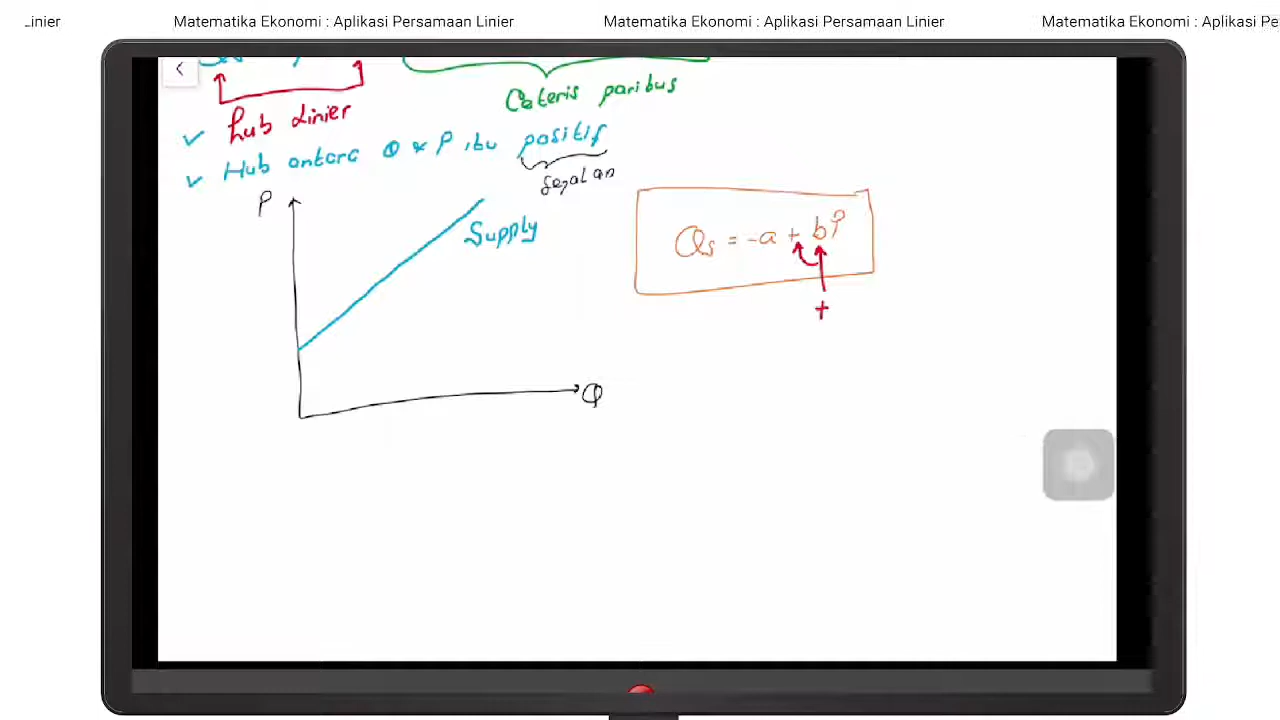 Linier Matematika Ekonomi : Aplikasi Persamaan Linier Matematika Ekonomi : Aplikasi Persamaan Linier Matematika Ekonomi : Aplikasi Pe
Ceteris paribus
✓ Hub Linier
✓ Hub antara Q & P itu positif
Sejalan
P
Supply
Qs = -a + bP
+
Q